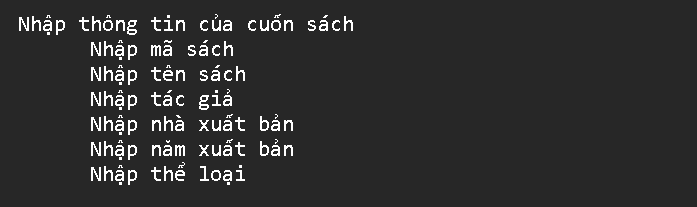 Nhập thông tin của cuốn sách
Nhập mã sách
Nhập tên sách
Nhập tác giả
Nhập nhà xuất bản
Nhập năm xuất bản
Nhập thể loại